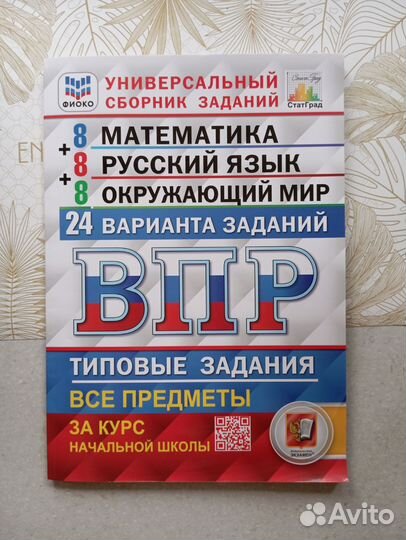 УНИВЕРСАЛЬНЫЙ
СБОРНИК ЗАДАНИЙ
ФИОКО
СтатГрад
8 МАТЕМАТИКА
+
8 РУССКИЙ ЯЗЫК
+
8 ОКРУЖАЮЩИЙ МИР
24 ВАРИАНТА ЗАДАНИЙ
ВПР
ТИПОВЫЕ ЗАДАНИЯ
ВСЕ ПРЕДМЕТЫ
ЗА КУРС
НАЧАЛЬНОЙ ШКОЛЫ
ЭКЗАМЕН
EN
Avito